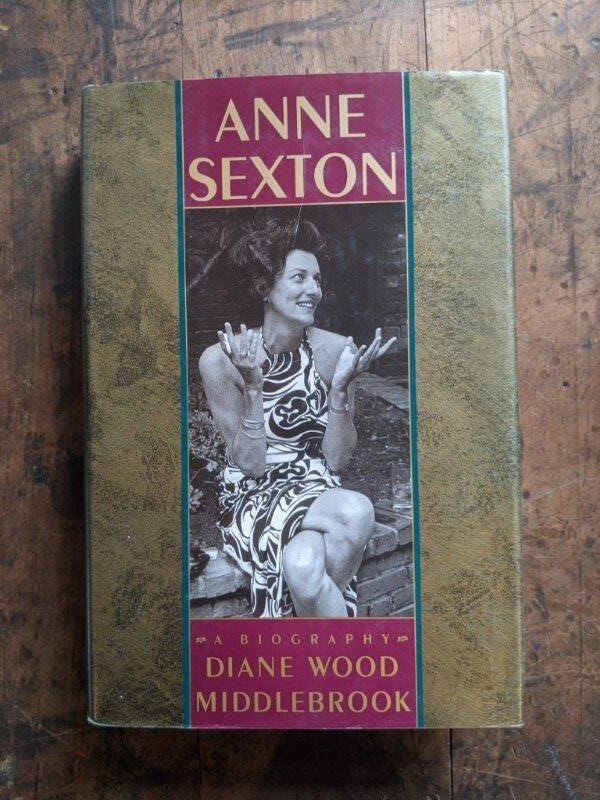 ANNE
SEXTON
A BIOGRAPHY
DIANE WOOD
MIDDLEBROOK